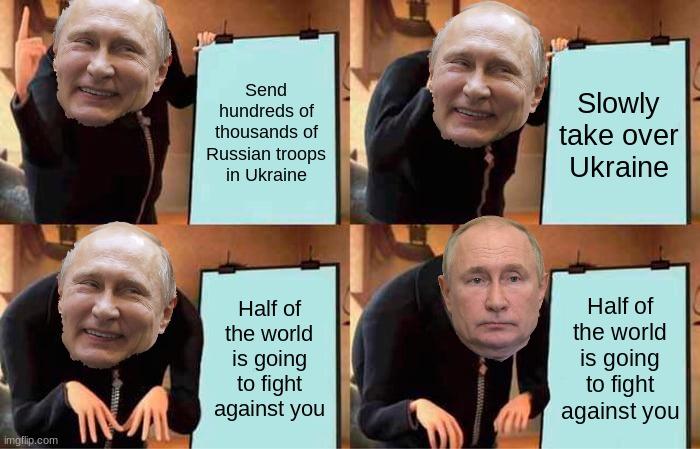 Send
hundreds of
thousands of
Russian troops
in Ukraine
Slowly
take over
Ukraine
Half of
the world
is going
to fight
against you
Half of
the world
is going
to fight
against you
imgflip.com